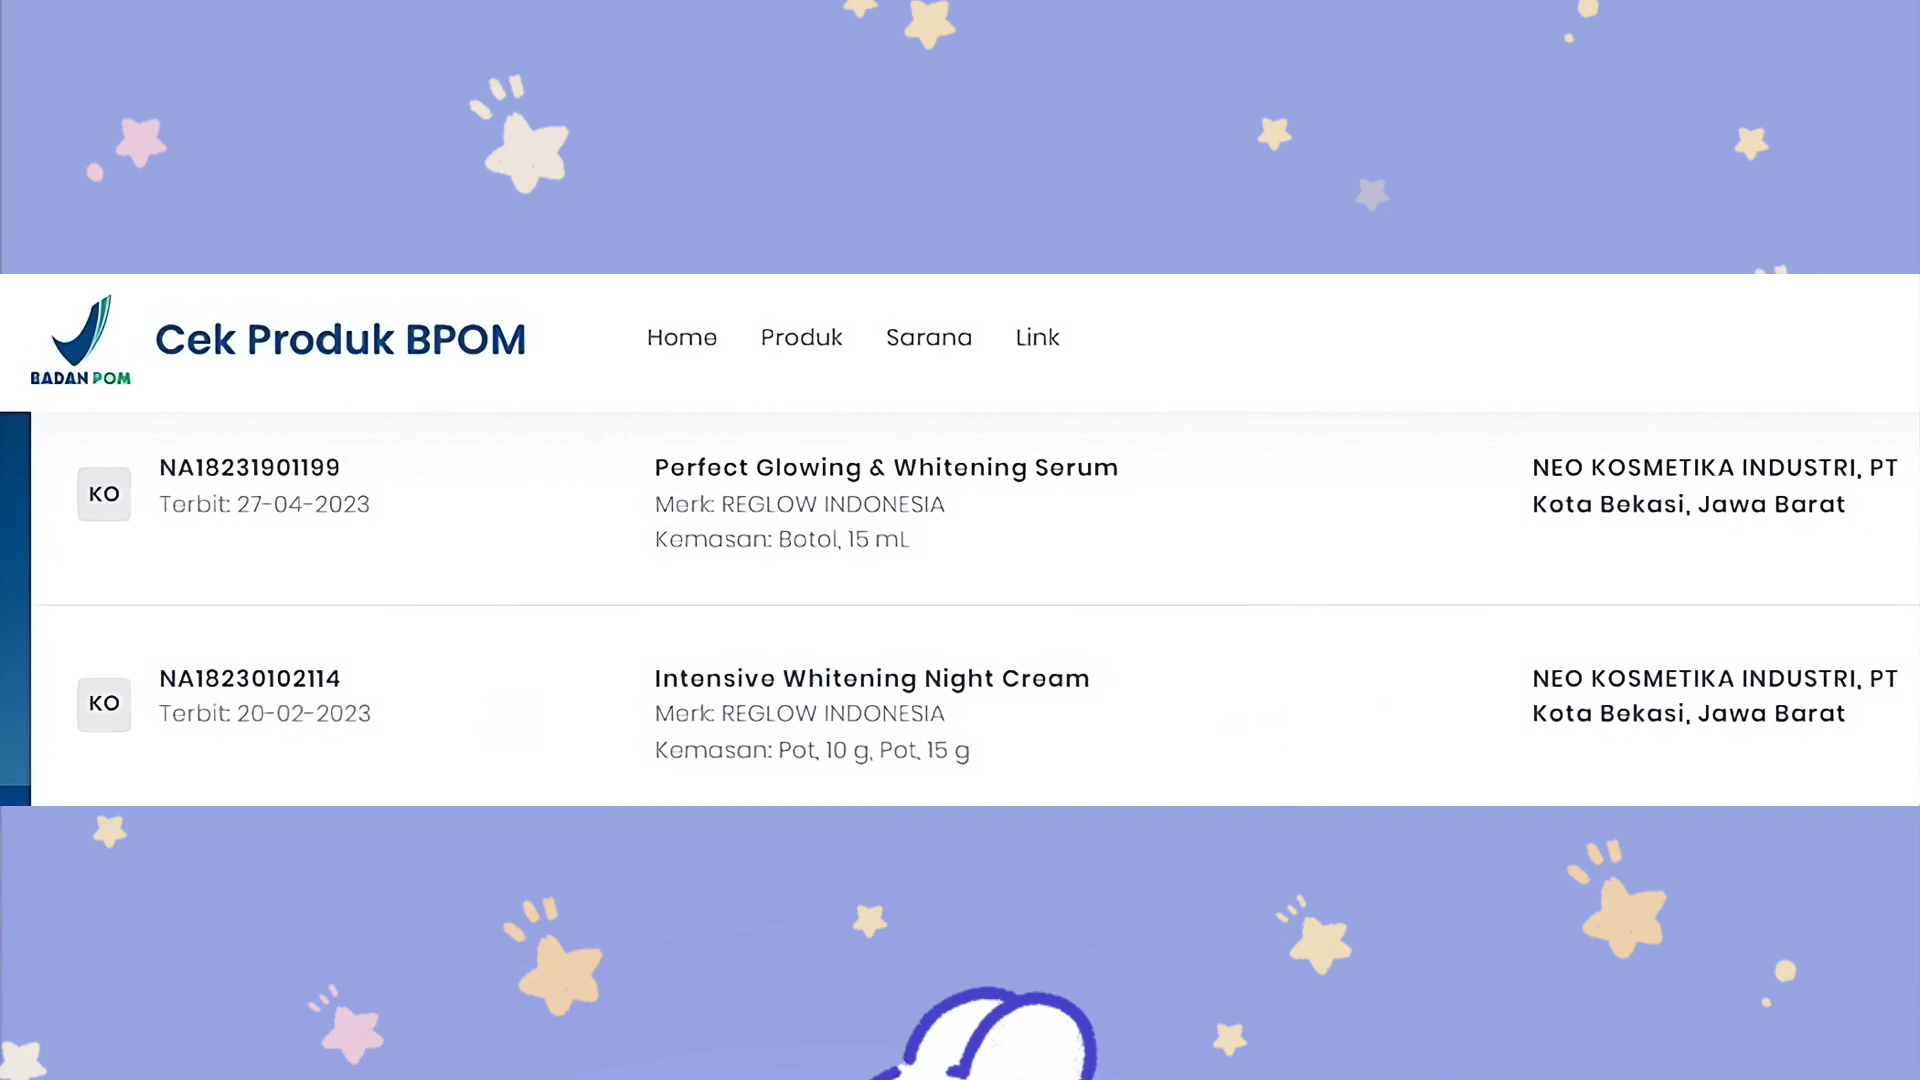 BADAN POM
Cek Produk BPOM
Home Produk Sarana Link
KO
NA18231901199
Terbit: 27-04-2023
Perfect Glowing & Whitening Serum
Merk: REGLOW INDONESIA
Kemasan: Botol, 15 mL
NEO KOSMETIKA INDUSTRI, PT
Kota Bekasi, Jawa Barat
KO
NA18230102114
Terbit: 20-02-2023
Intensive Whitening Night Cream
Merk: REGLOW INDONESIA
Kemasan: Pot, 10 g, Pot, 15 g
NEO KOSMETIKA INDUSTRI, PT
Kota Bekasi, Jawa Barat